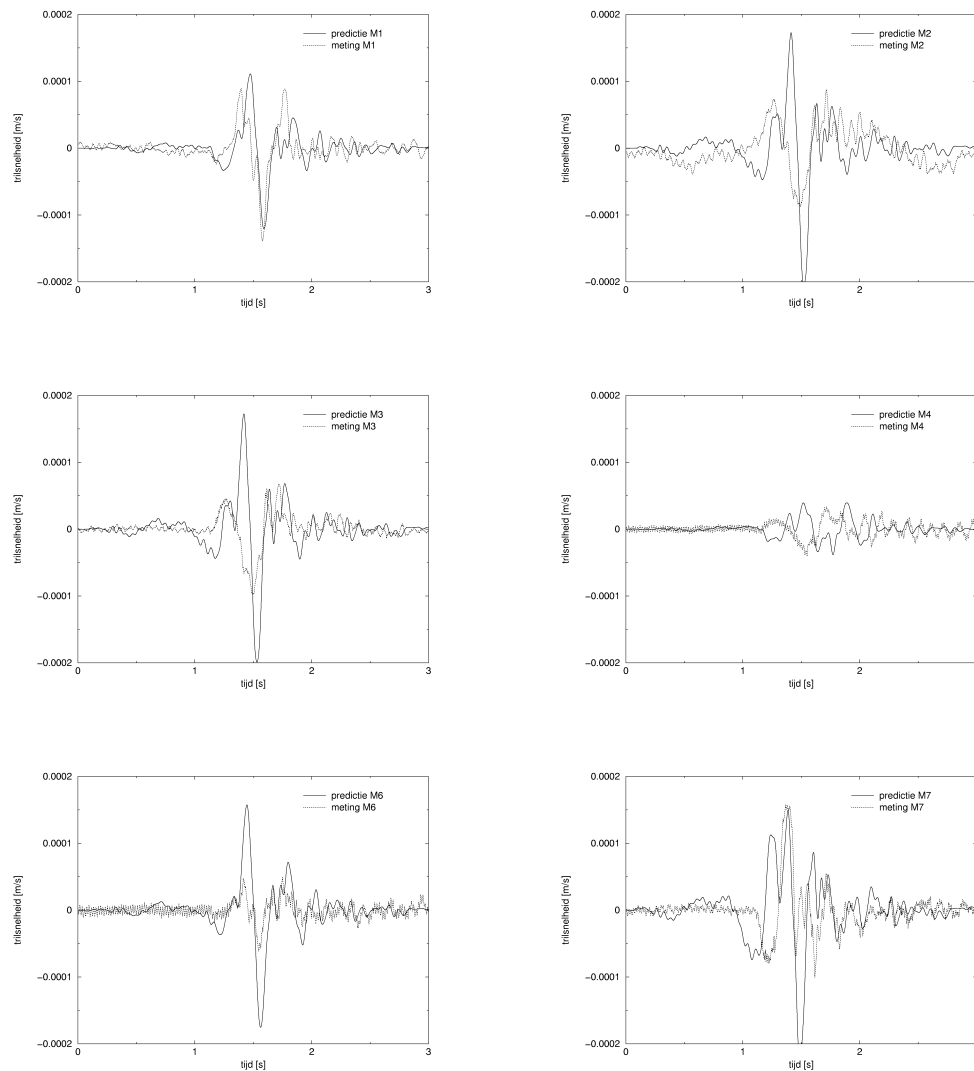 0.0002
0.0001
0
−0.0001
−0.0002
0 1 2 3
tijd [s]
trilsnelheid [m/s]
predictie M1
meting M1
0.0002
0.0001
0
−0.0001
−0.0002
0 1 2
tijd [s]
trilsnelheid [m/s]
predictie M2
meting M2
0.0002
0.0001
0
−0.0001
−0.0002
0 1 2 3
tijd [s]
trilsnelheid [m/s]
predictie M3
meting M3
0.0002
0.0001
0
−0.0001
−0.0002
0 1 2
tijd [s]
trilsnelheid [m/s]
predictie M4
meting M4
0.0002
0.0001
0
−0.0001
−0.0002
0 1 2 3
tijd [s]
trilsnelheid [m/s]
predictie M6
meting M6
0.0002
0.0001
0
−0.0001
−0.0002
0 1 2
tijd [s]
trilsnelheid [m/s]
predictie M7
meting M7